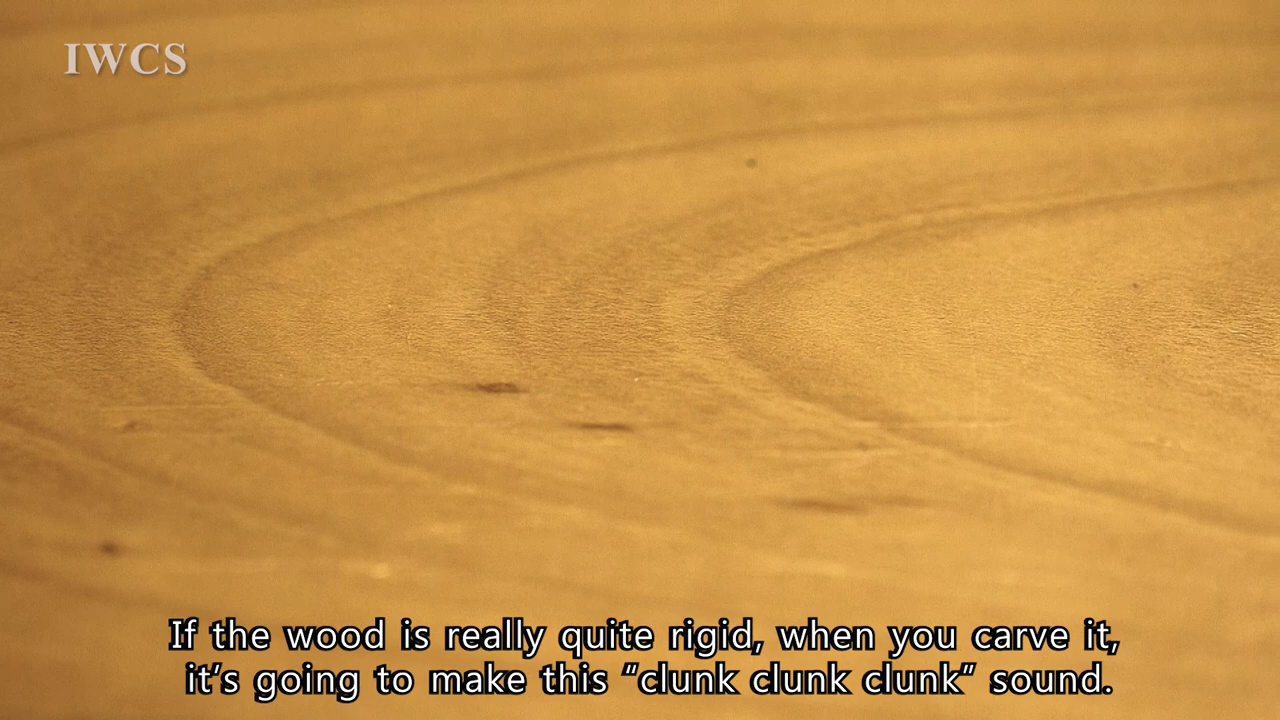 IWCS
If the wood is really quite rigid, when you carve it,
it's going to make this “clunk clunk clunk” sound.